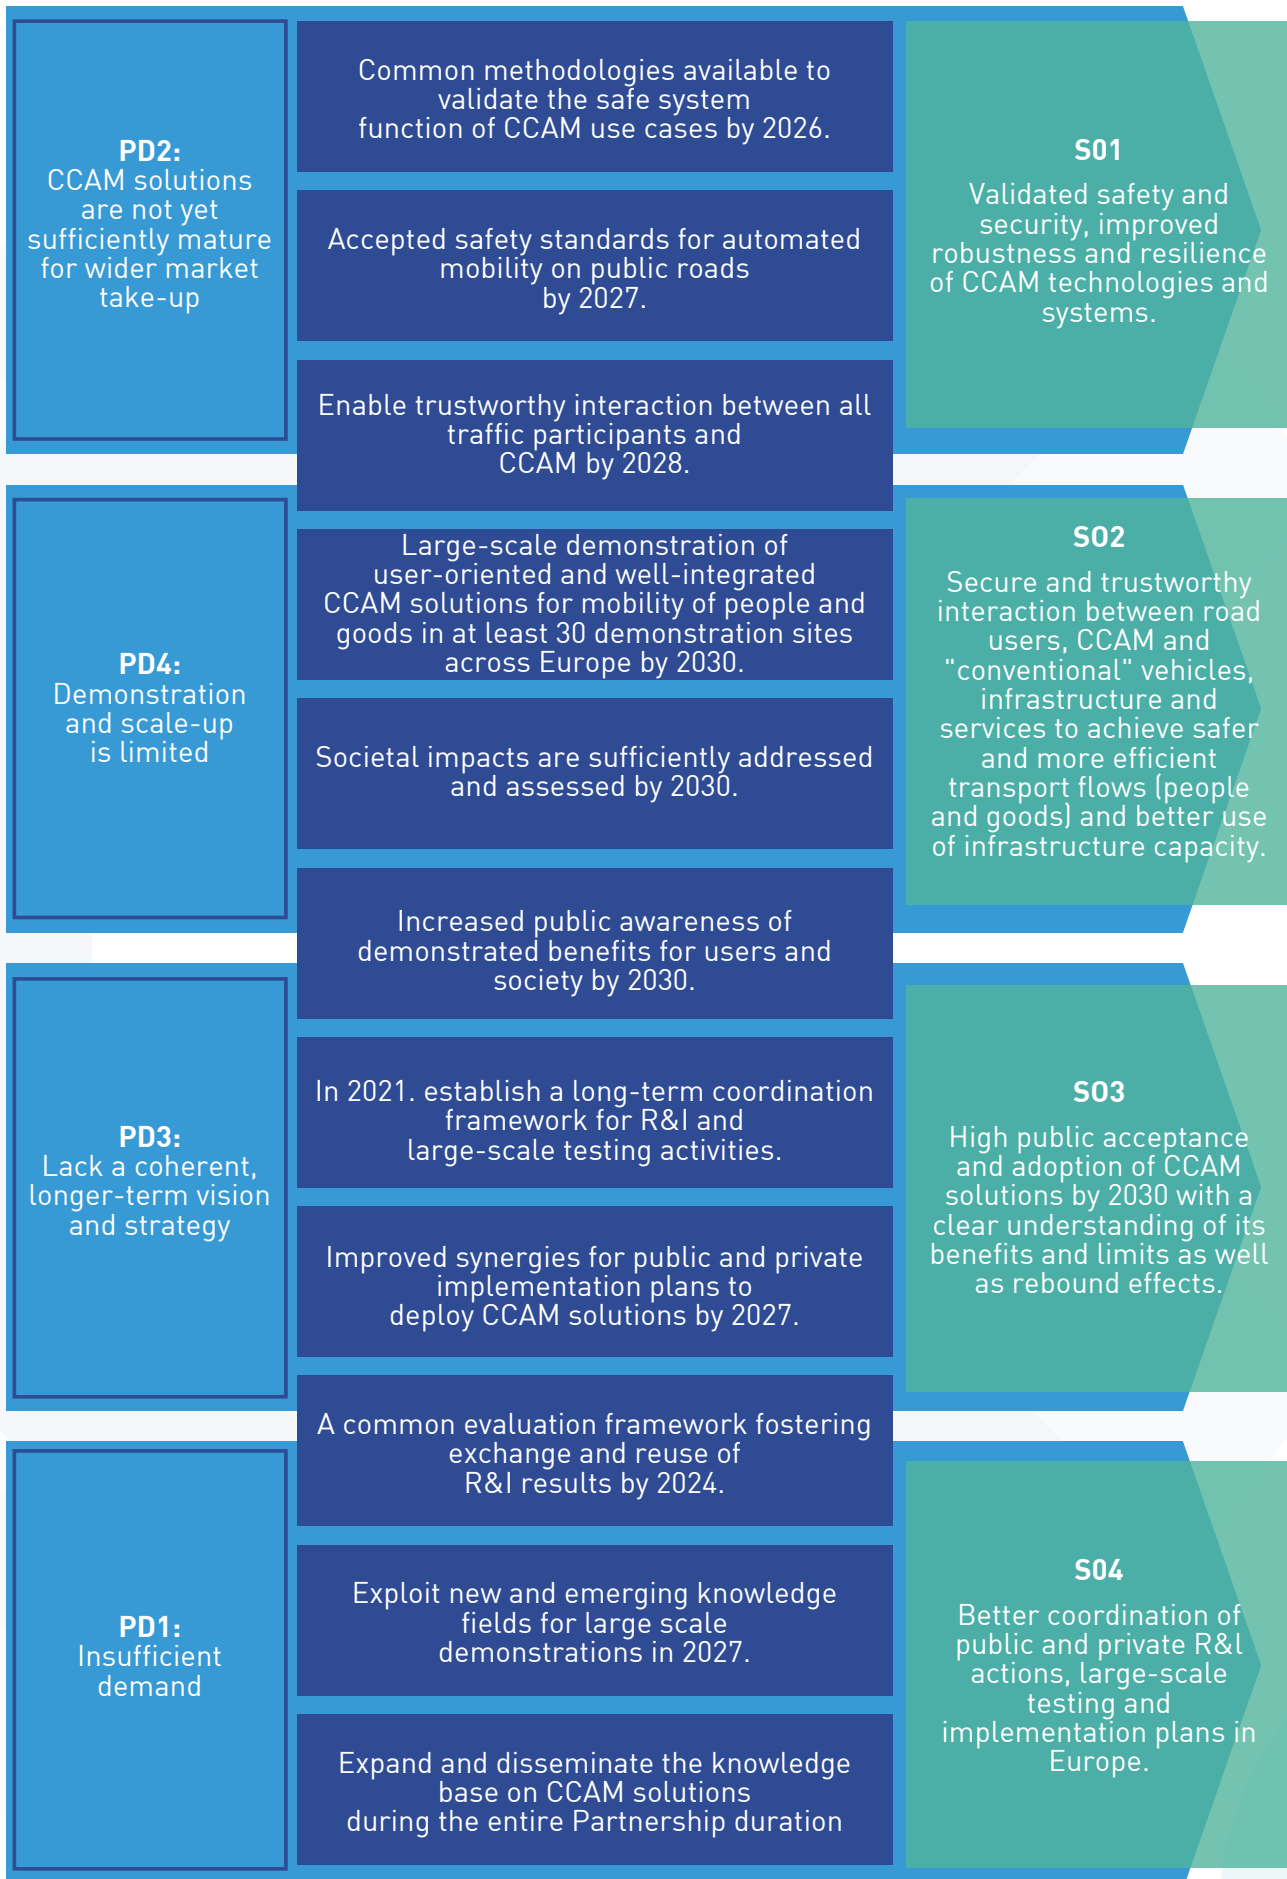 PD2:
CCAM solutions
are not yet
sufficiently mature
for wider market
take-up
Common methodologies available to
validate the safe system
function of CCAM use cases by 2026.
Accepted safety standards for automated
mobility on public roads
by 2027.
Enable trustworthy interaction between all
traffic participants and
CCAM by 2028.
S01
Validated safety and
security, improved
robustness and resilience
of CCAM technologies and
systems.
PD4:
Demonstration
and scale-up
is limited
Large-scale demonstration of
user-oriented and well-integrated
CCAM solutions for mobility of people and
goods in at least 30 demonstration sites
across Europe by 2030.
Societal impacts are sufficiently addressed
and assessed by 2030.
Increased public awareness of
demonstrated benefits for users and
society by 2030.
SO2
Secure and trustworthy
interaction between road
users, CCAM and
"conventional" vehicles,
infrastructure and
services to achieve safer
and more efficient
transport flows (people
and goods) and better use
of infrastructure capacity.
PD3:
Lack a coherent,
longer-term vision
and strategy
In 2021. establish a long-term coordination
framework for R&I and
large-scale testing activities.
Improved synergies for public and private
implementation plans to
deploy CCAM solutions by 2027.
A common evaluation framework fostering
exchange and reuse of
R&I results by 2024.
SO3
High public acceptance
and adoption of CCAM
solutions by 2030 with a
clear understanding of its
benefits and limits as well
as rebound effects.
PD1:
Insufficient
demand
Exploit new and emerging knowledge
fields for large scale
demonstrations in 2027.
Expand and disseminate the knowledge
base on CCAM solutions
during the entire Partnership duration
S04
Better coordination of
public and private R&l
actions, large-scale
testing and
implementation plans in
Europe.